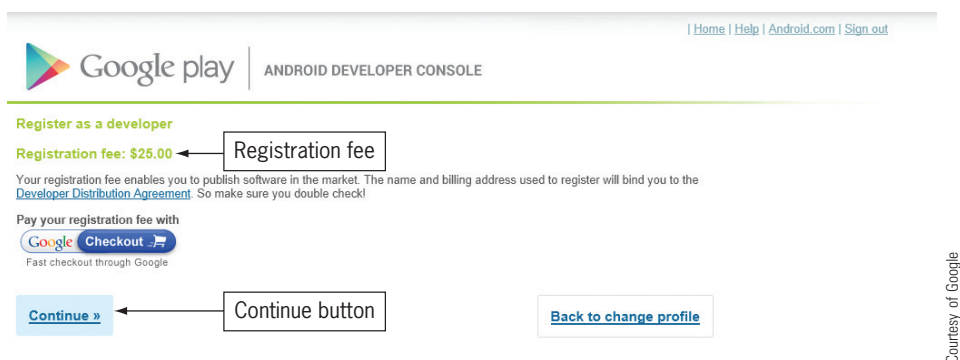 | Home | Help | Android.com | Sign out
Google play | ANDROID DEVELOPER CONSOLE
Register as a developer
Registration fee: $25.00
Registration fee
Your registration fee enables you to publish software in the market. The name and billing address used to register will bind you to the
Developer Distribution Agreement. So make sure you double check!
Pay your registration fee with
Google Checkout
Fast checkout through Google
Continue »
Continue button
Back to change profile
Courtesy of Google